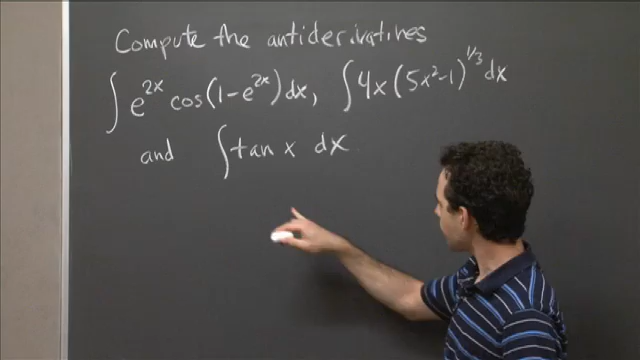 Compute the antiderivatives
∫ e^{2x} cos(1-e^{2x}) dx, ∫ 4x (5x²-1)^{1/3} dx
and ∫ tan x dx